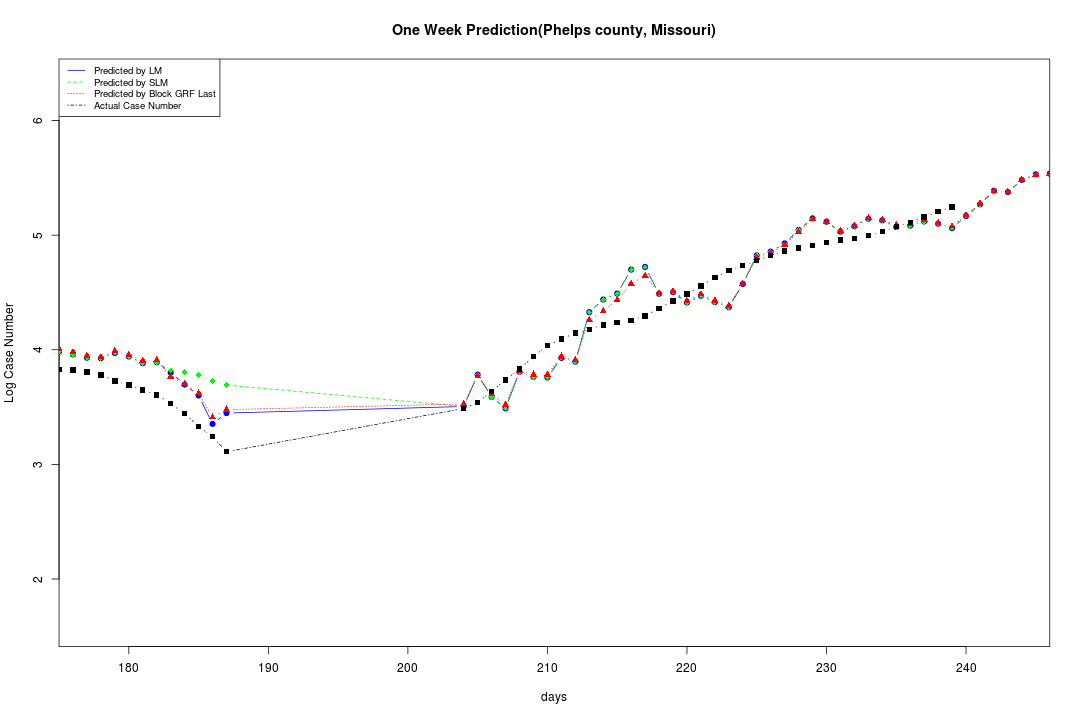 One Week Prediction(Phelps county, Missouri)
Predicted by LM
Predicted by SLM
Predicted by Block GRF Last
Actual Case Number
6
5
4
3
2
Log Case Number
180 190 200 210 220 230 240
days